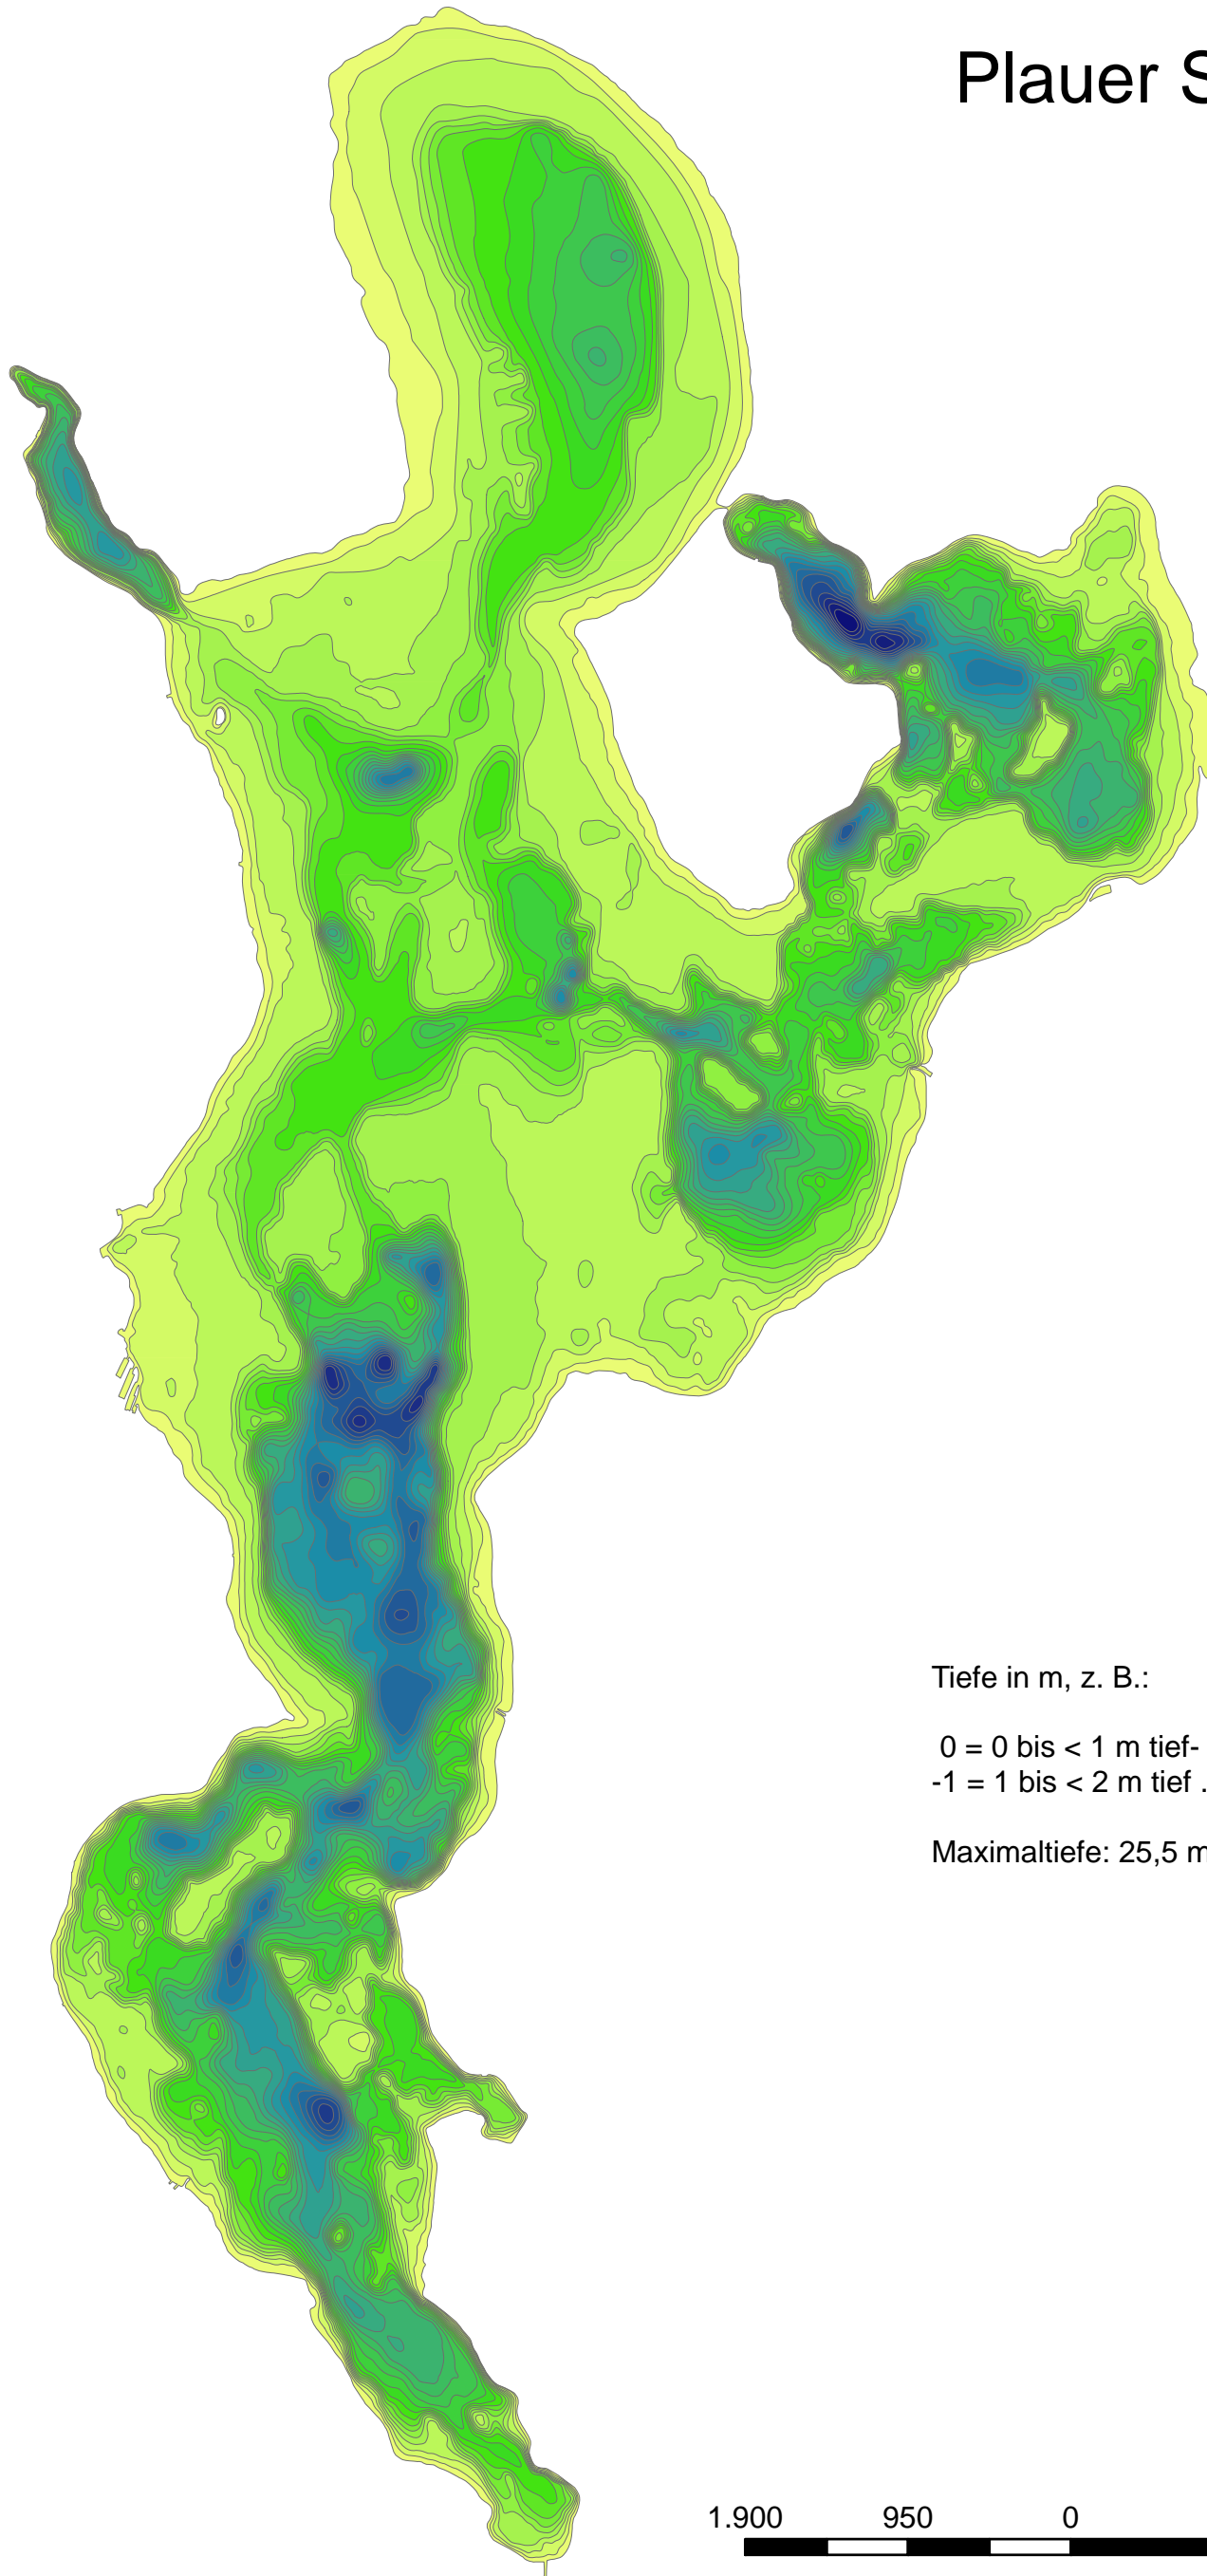 Plauer S
Tiefe in m, z. B.:
0 = 0 bis < 1 m tief-
-1 = 1 bis < 2 m tief .
Maximaltiefe: 25,5 m
1.900 950 0